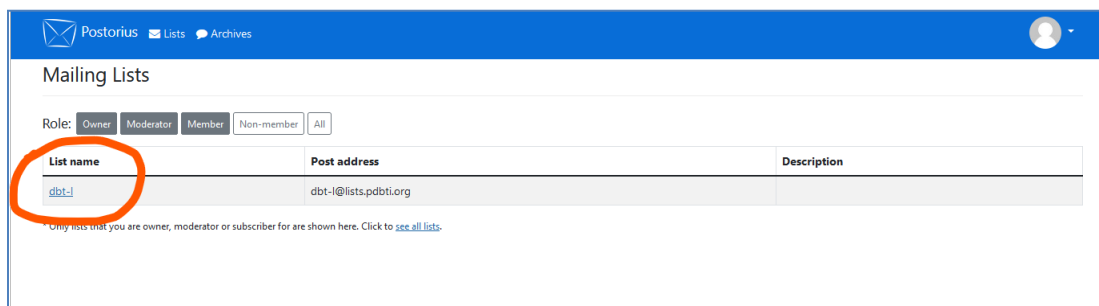 Postorius Lists Archives
Mailing Lists
Role: Owner Moderator Member Non-member All
List name Post address Description
dbt-l dbt-l@lists.pdbti.org
* Only lists that you are owner, moderator or subscriber for are shown here. Click to see all lists.